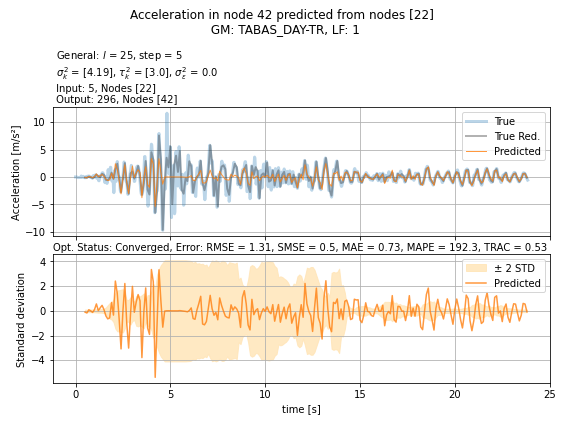 Acceleration in node 42 predicted from nodes [22]
GM: TABAS_DAY-TR, LF: 1
General: l = 25, step = 5
σ²ₖ = [4.19], τ²ₖ = [3.0], σ²ε = 0.0
Input: 5, Nodes [22]
Output: 296, Nodes [42]
Acceleration [m/s²]
10
5
0
−5
−10
True
True Red.
Predicted
Opt. Status: Converged, Error: RMSE = 1.31, SMSE = 0.5, MAE = 0.73, MAPE = 192.3, TRAC = 0.53
Standard deviation
4
2
0
−2
−4
± 2 STD
Predicted
0 5 10 15 20 25
time [s]